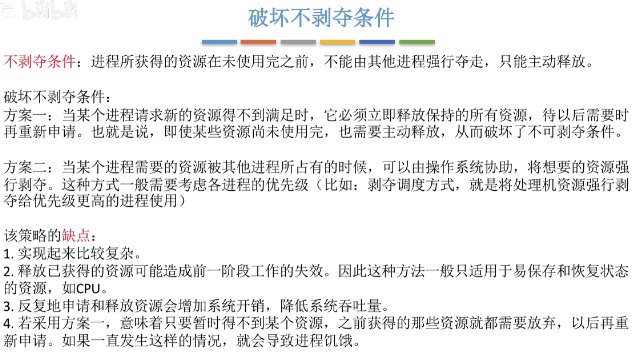 破坏不剥夺条件
不剥夺条件：进程所获得的资源在未使用完之前，不能由其他进程强行夺走，只能主动释放。
破坏不剥夺条件：
方案一：当某个进程请求新的资源得不到满足时，它必须立即释放保持的所有资源，待以后需要时
再重新申请。也就是说，即使某些资源尚未使用完，也需要主动释放，从而破坏了不可剥夺条件。
方案二：当某个进程需要的资源被其他进程所占有的时候，可以由操作系统协助，将想要的资源强
行剥夺。这种方式一般需要考虑各进程的优先级（比如：剥夺调度方式，就是将处理机资源强行剥
夺给优先级更高的进程使用）
该策略的缺点：
1. 实现起来比较复杂。
2. 释放已获得的资源可能造成前一阶段工作的失效。因此这种方法一般只适用于易保存和恢复状态
的资源，如CPU。
3. 反复地申请和释放资源会增加系统开销，降低系统吞吐量。
4. 若采用方案一，意味着只要暂时得不到某个资源，之前获得的那些资源就都需要放弃，以后再重
新申请。如果一直发生这样的情况，就会导致进程饥饿。